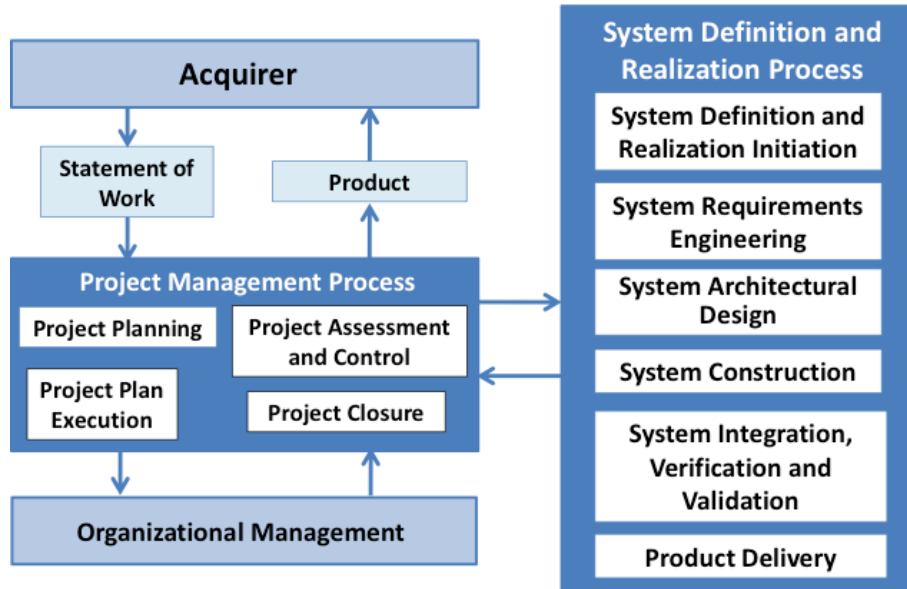 Acquirer
Statement of
Work
Product
Project Management Process
Project Planning
Project Assessment
and Control
Project Plan
Execution
Project Closure
Organizational Management
System Definition and
Realization Process
System Definition and
Realization Initiation
System Requirements
Engineering
System Architectural
Design
System Construction
System Integration,
Verification and
Validation
Product Delivery